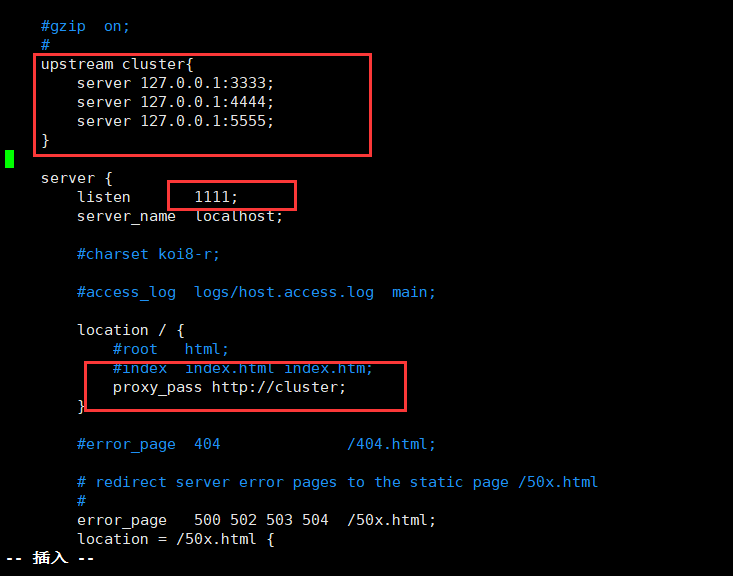 #gzip  on;
#
upstream cluster{
server 127.0.0.1:3333;
server 127.0.0.1:4444;
server 127.0.0.1:5555;
}
server {
listen       1111;
server_name  localhost;
#charset koi8-r;
#access_log  logs/host.access.log  main;
location / {
#root   html;
#index  index.html index.htm;
proxy_pass http://cluster;
}
#error_page  404              /404.html;
# redirect server error pages to the static page /50x.html
#
error_page   500 502 503 504  /50x.html;
location = /50x.html {
-- 插入 --